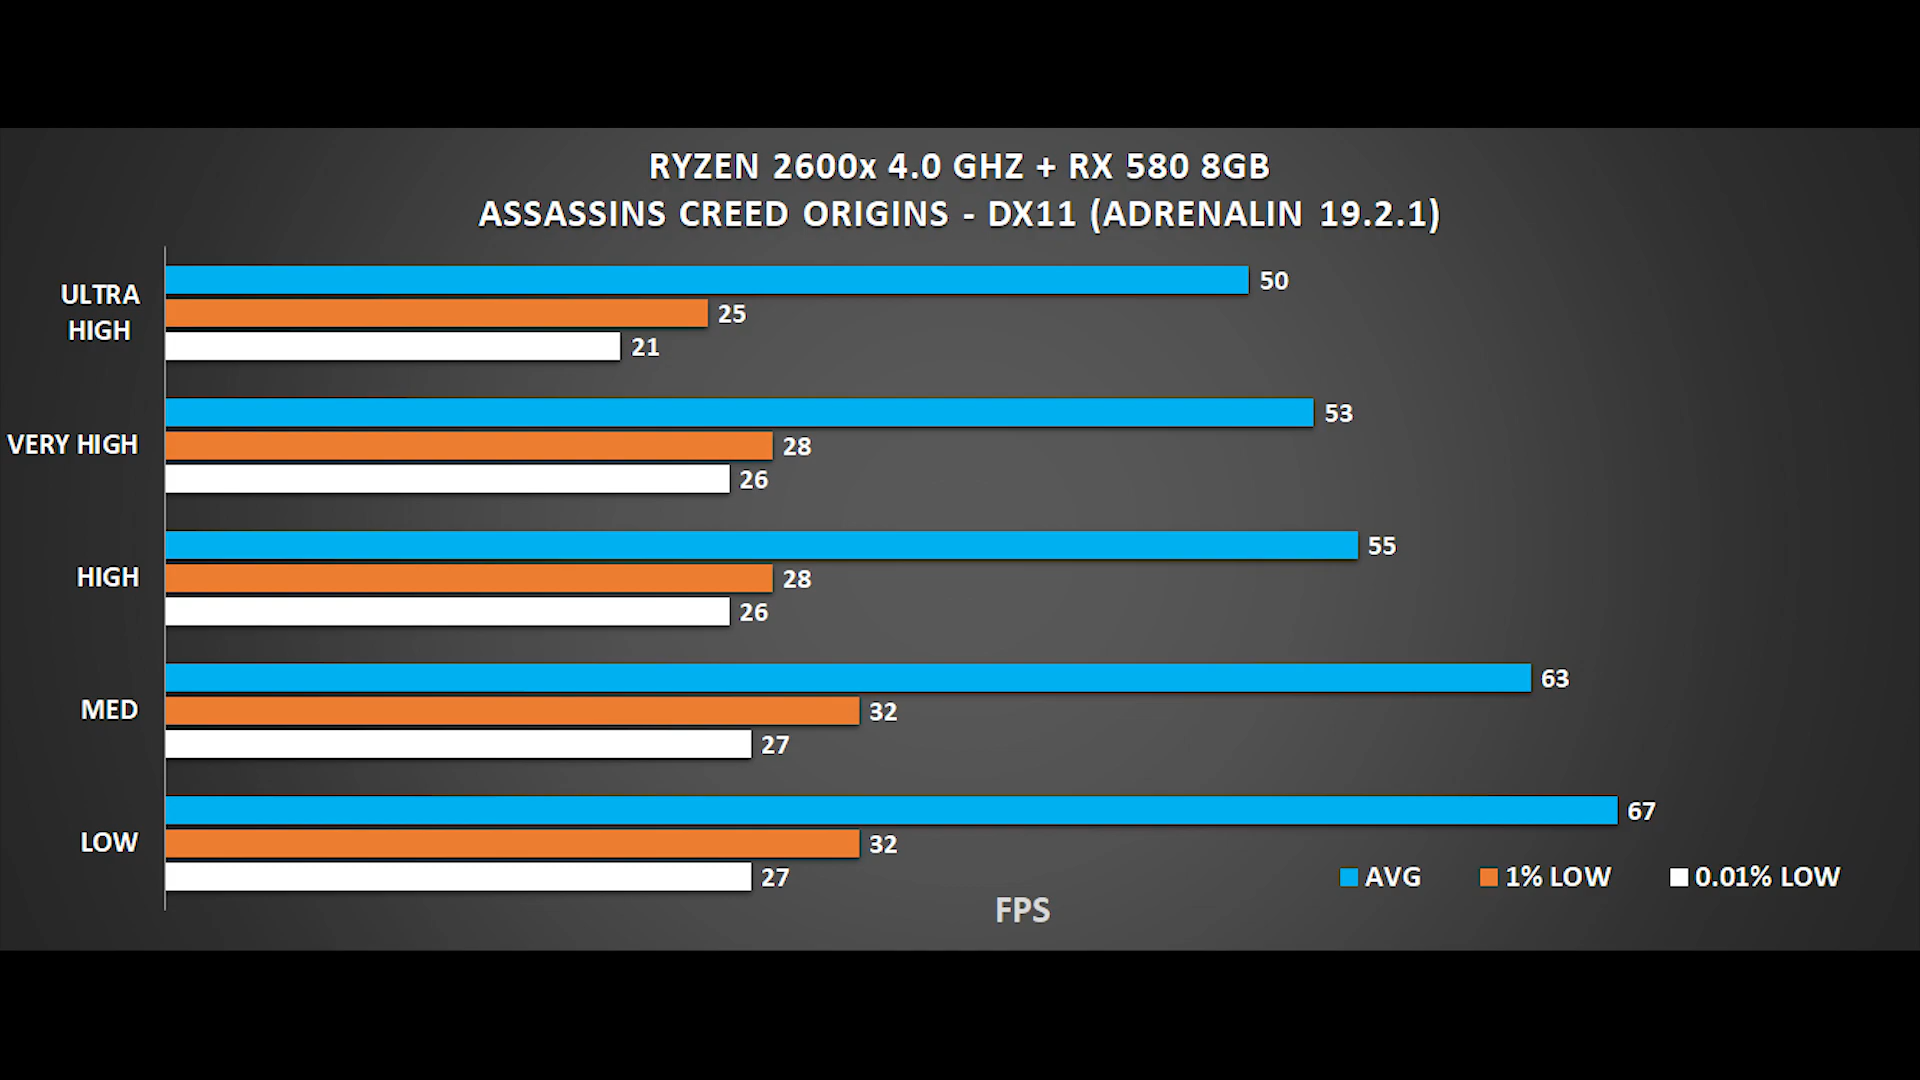 RYZEN 2600x 4.0 GHZ + RX 580 8GB
ASSASSINS CREED ORIGINS - DX11 (ADRENALIN 19.2.1)
ULTRA
HIGH
50
25
21
VERY HIGH
53
28
26
HIGH
55
28
26
MED
63
32
27
LOW
67
32
27
AVG
1% LOW
0.01% LOW
FPS